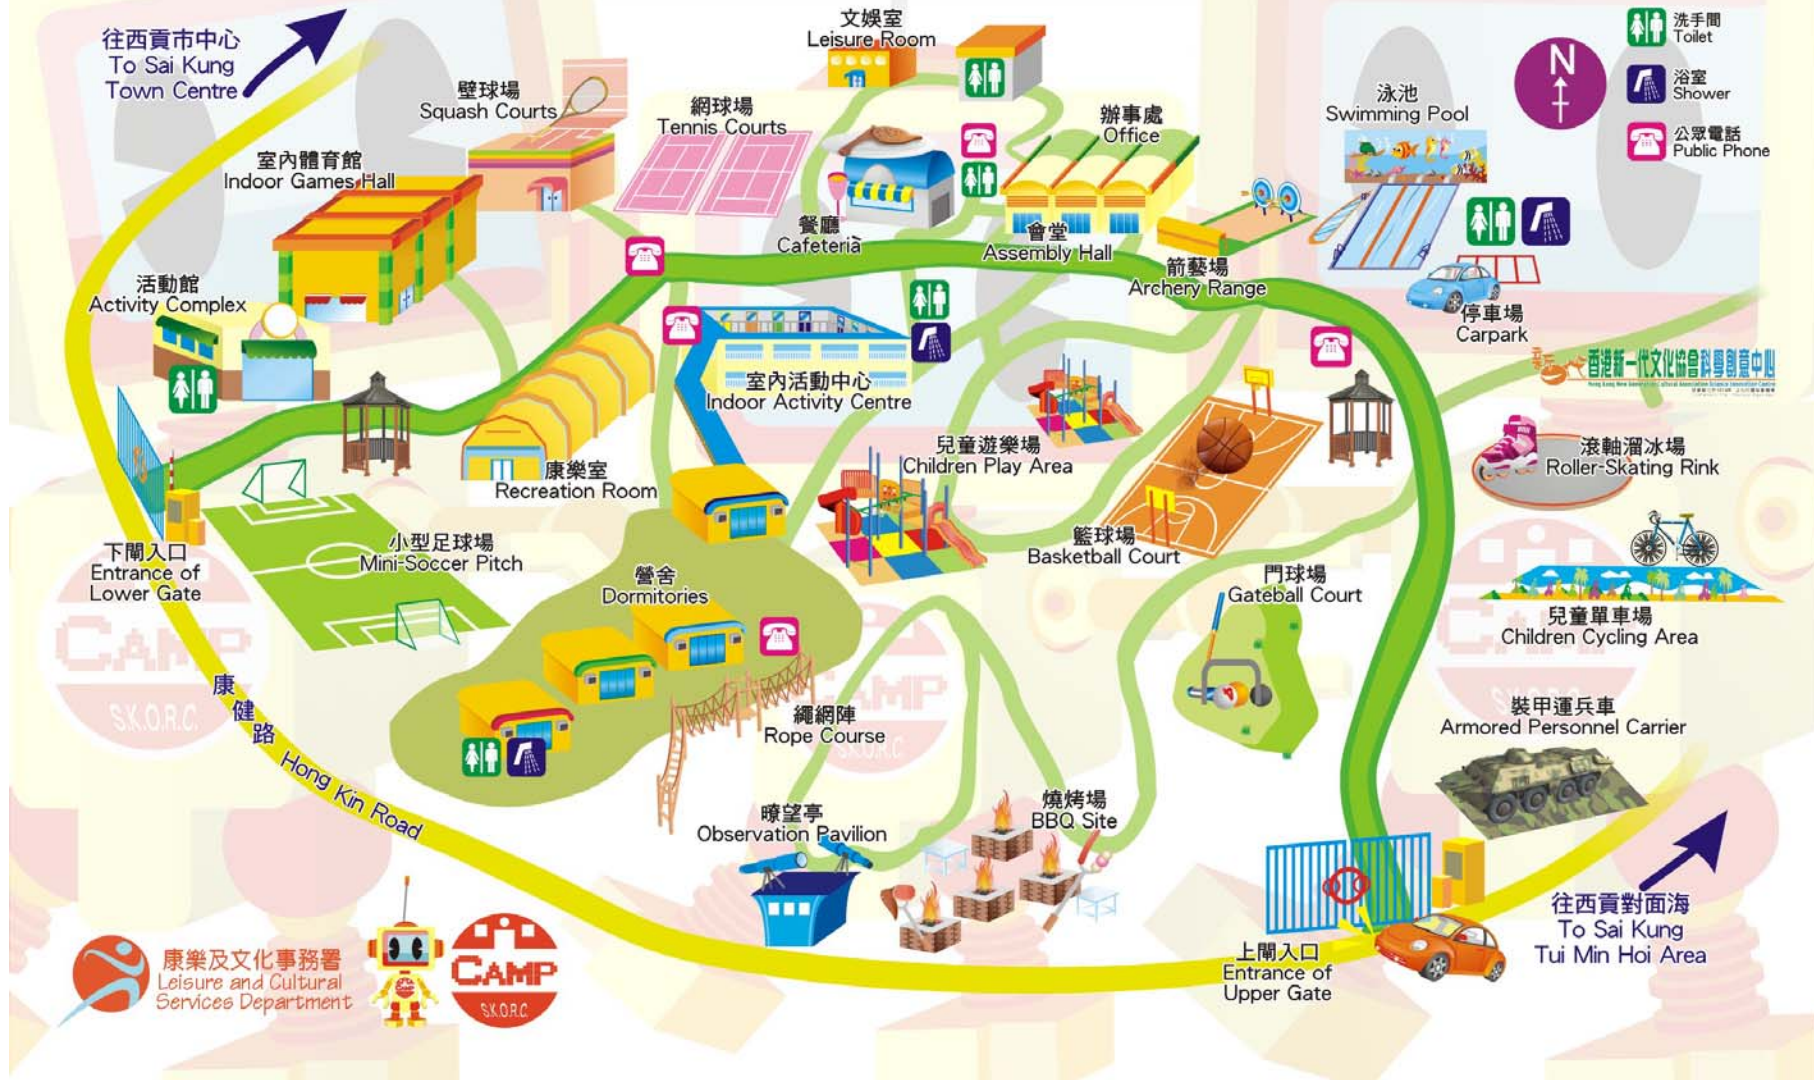 往西貢市中心
To Sai Kung
Town Centre
文娛室
Leisure Room
洗手間
Toilet
浴室
Shower
公眾電話
Public Phone
N
壁球場
Squash Courts
網球場
Tennis Courts
辦事處
Office
泳池
Swimming Pool
室內體育館
Indoor Games Hall
餐廳
Cafeteria
會堂
Assembly Hall
箭藝場
Archery Range
活動館
Activity Complex
停車場
Carpark
香港新一代文化協會科學創意中心
Hong Kong New Generation Cultural Association Science Innovation Centre
室內活動中心
Indoor Activity Centre
兒童遊樂場
Children Play Area
滾軸溜冰場
Roller-Skating Rink
康樂室
Recreation Room
小型足球場
Mini-Soccer Pitch
籃球場
Basketball Court
下閘入口
Entrance of
Lower Gate
營舍
Dormitories
門球場
Gateball Court
兒童單車場
Children Cycling Area
CAMP
S.K.O.R.C.
康健路 Hong Kin Road
繩網陣
Rope Course
裝甲運兵車
Armored Personnel Carrier
瞭望亭
Observation Pavilion
燒烤場
BBQ Site
往西貢對面海
To Sai Kung
Tui Min Hoi Area
上閘入口
Entrance of
Upper Gate
康樂及文化事務署
Leisure and Cultural
Services Department
CAMP
S.K.O.R.C.